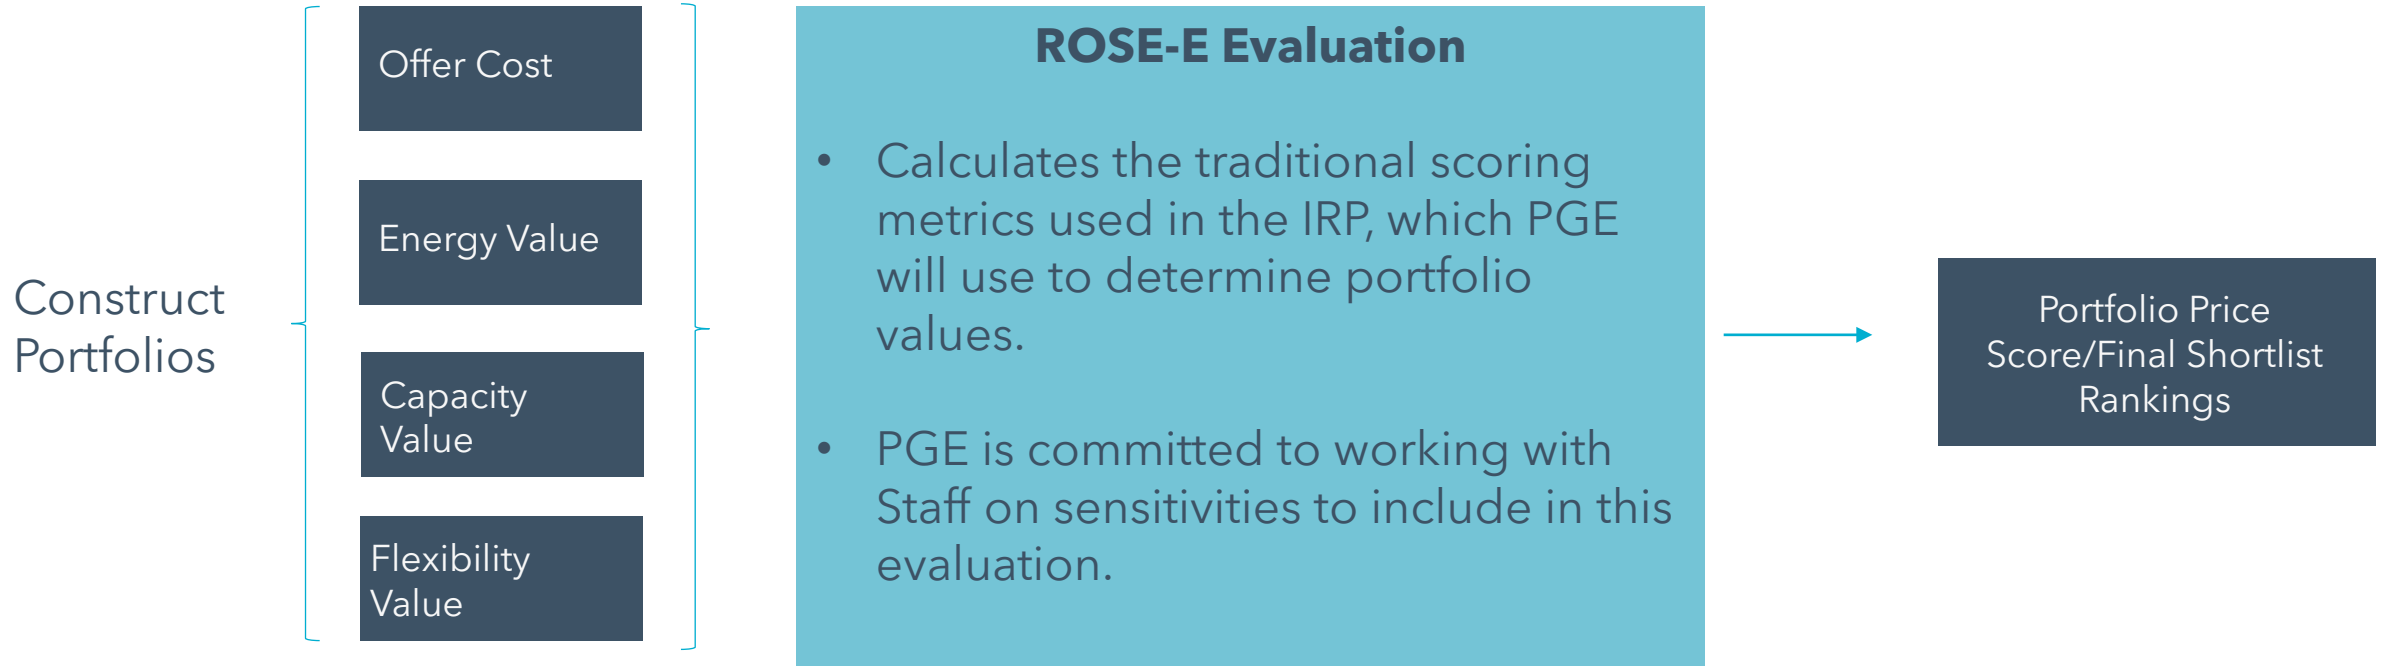 Construct
Portfolios
Offer Cost
Energy Value
Capacity
Value
Flexibility
Value
ROSE-E Evaluation
• Calculates the traditional scoring
metrics used in the IRP, which PGE
will use to determine portfolio
values.
• PGE is committed to working with
Staff on sensitivities to include in this
evaluation.
Portfolio Price
Score/Final Shortlist
Rankings